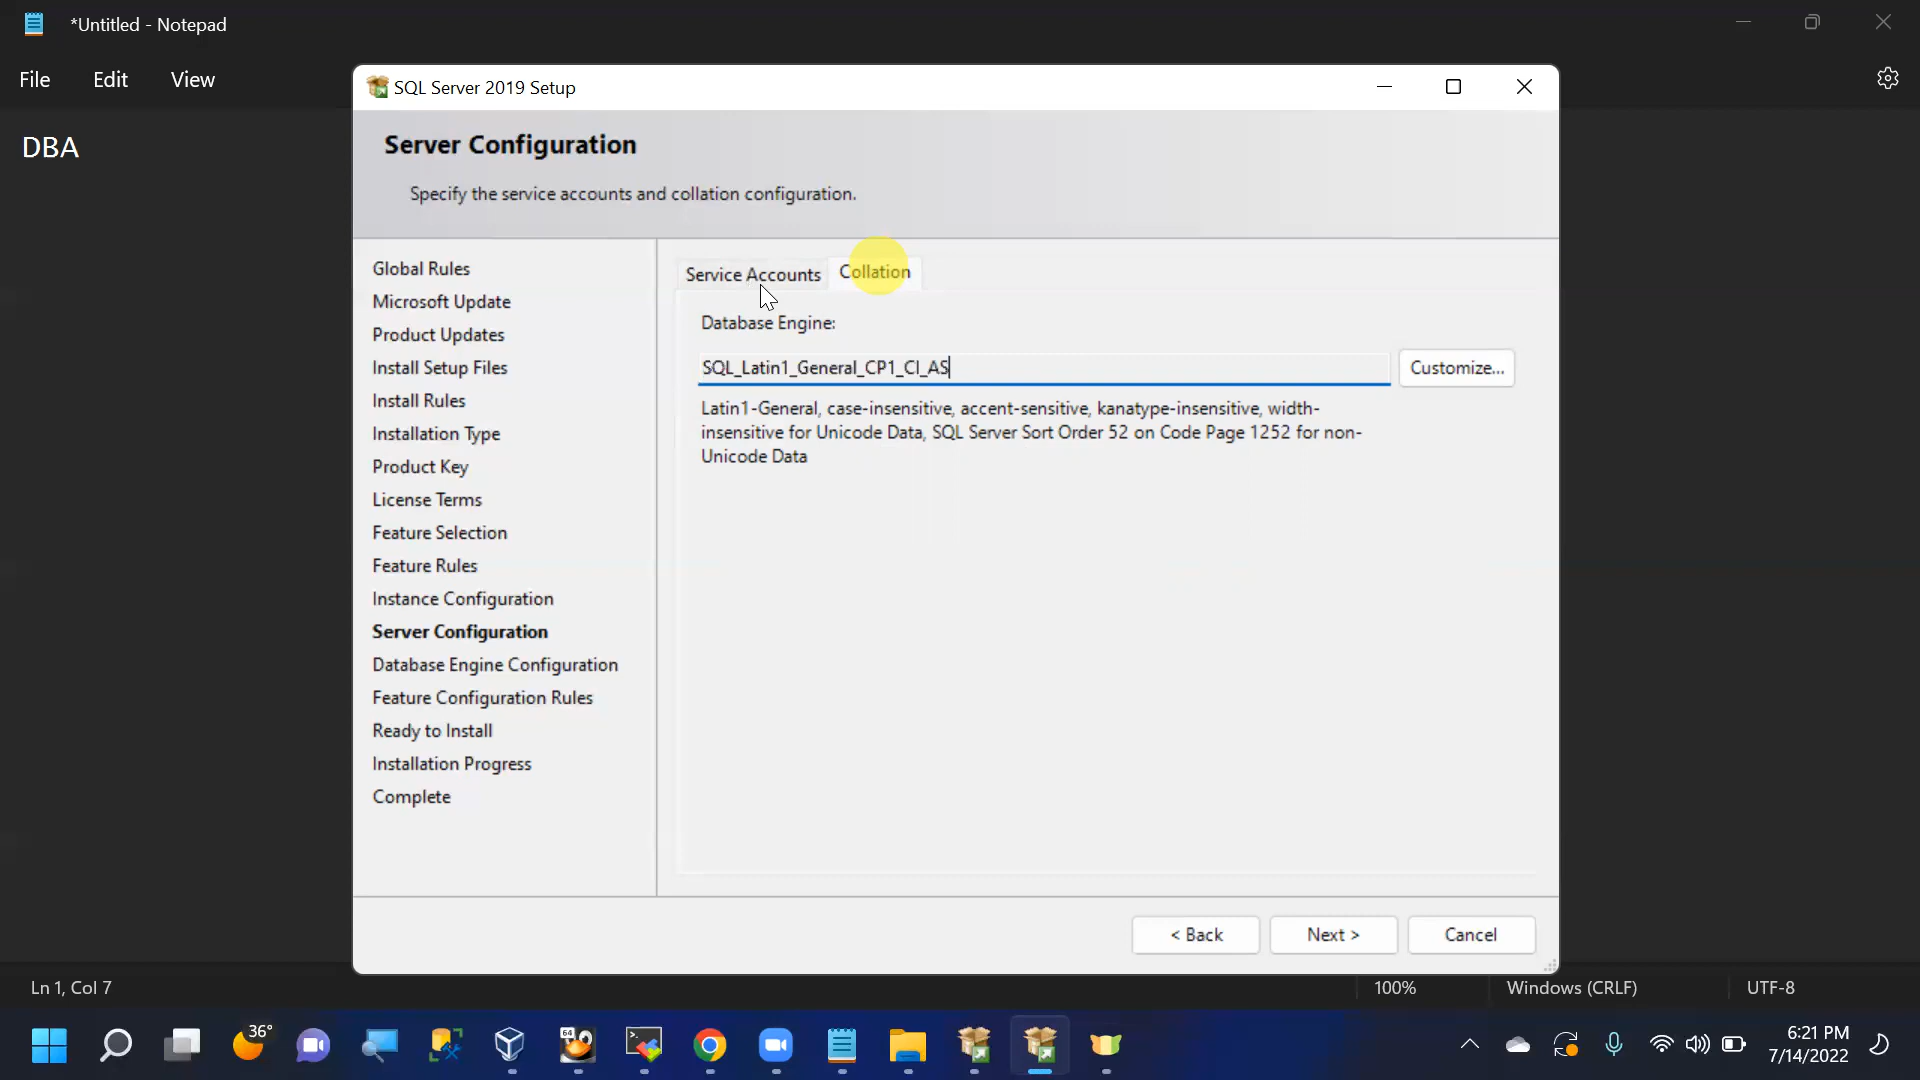 *Untitled - Notepad
File Edit View
DBA
SQL Server 2019 Setup
Server Configuration
Specify the service accounts and collation configuration.
Global Rules
Microsoft Update
Product Updates
Install Setup Files
Install Rules
Installation Type
Product Key
License Terms
Feature Selection
Feature Rules
Instance Configuration
Server Configuration
Database Engine Configuration
Feature Configuration Rules
Ready to Install
Installation Progress
Complete
Service Accounts Collation
Database Engine:
SQL_Latin1_General_CP1_CI_AS Customize...
Latin1-General, case-insensitive, accent-sensitive, kanatype-insensitive, width-
insensitive for Unicode Data, SQL Server Sort Order 52 on Code Page 1252 for non-
Unicode Data
< Back Next > Cancel
Ln 1, Col 7 100% Windows (CRLF) UTF-8
36°
64
6:21 PM
7/14/2022